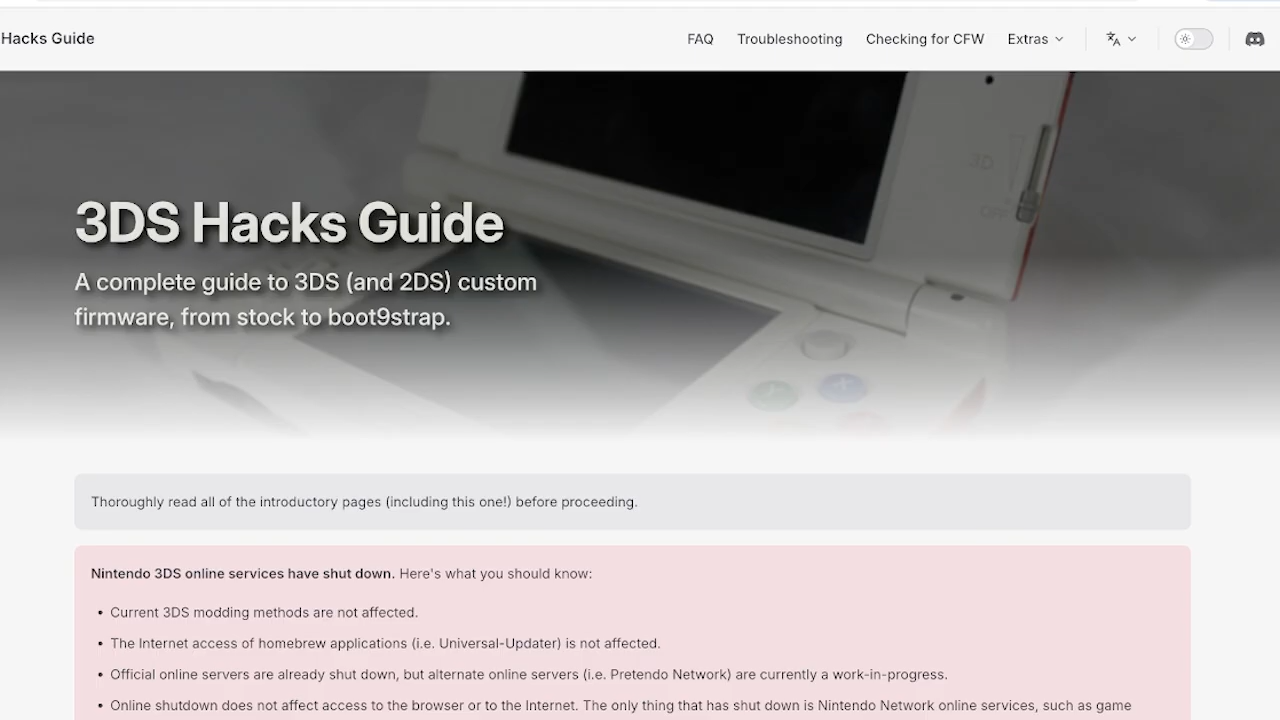 Hacks Guide
FAQ Troubleshooting Checking for CFW Extras
3D
OFF
3DS Hacks Guide
A complete guide to 3DS (and 2DS) custom
firmware, from stock to boot9strap.
Thoroughly read all of the introductory pages (including this one!) before proceeding.
Nintendo 3DS online services have shut down. Here's what you should know:
• Current 3DS modding methods are not affected.
• The Internet access of homebrew applications (i.e. Universal-Updater) is not affected.
• Official online servers are already shut down, but alternate online servers (i.e. Pretendo Network) are currently a work-in-progress.
• Online shutdown does not affect access to the browser or to the Internet. The only thing that has shut down is Nintendo Network online services, such as game